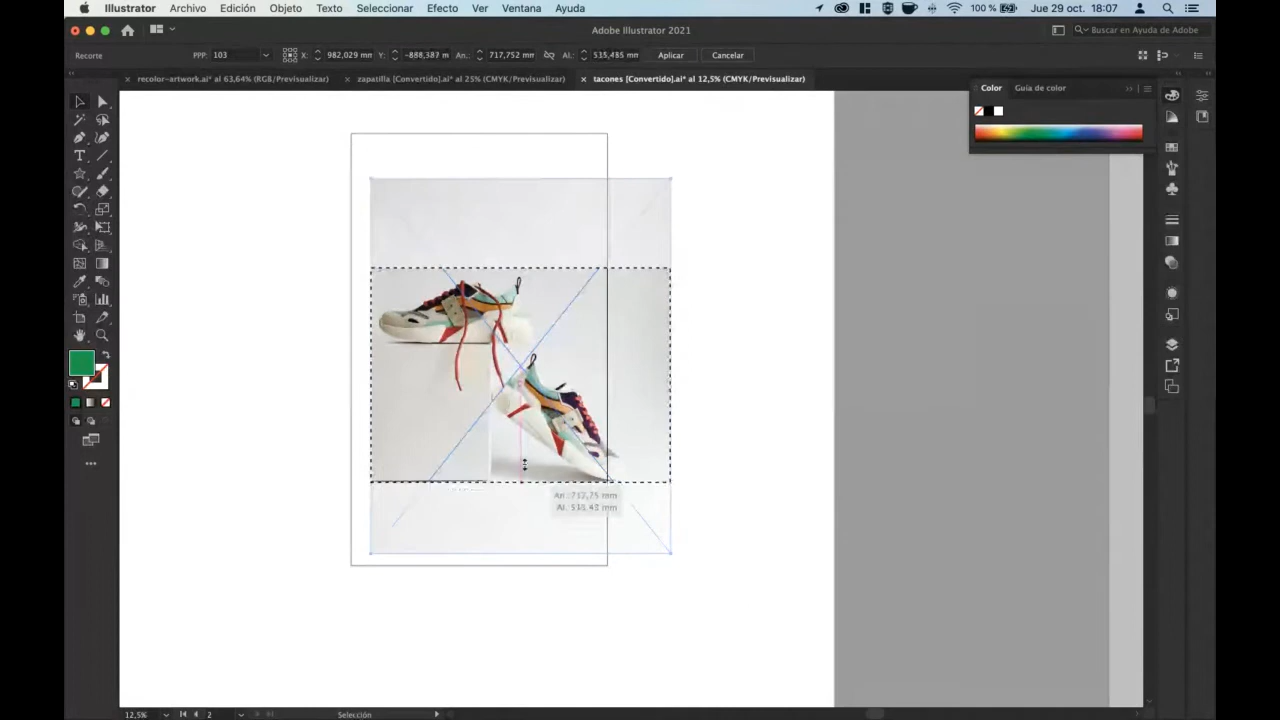 Illustrator Archivo Edición Objeto Texto Seleccionar Efecto Ver Ventana Ayuda 100 % Jue 29 oct. 18:07
Adobe Illustrator 2021 Buscar en Ayuda de Adobe
Recorte PPP: 103 X: 982,029 mm Y: -888,387 m An.: 717,752 mm Al.: 535,485 mm Aplicar Cancelar
× recolor-artwork.ai* al 63,64% (RGB/Previsualizar) × zapatilla [Convertido].ai* al 25% (CMYK/Previsualizar) × tacones [Convertido].ai* al 12,5% (CMYK/Previsualizar)
Color Guía de color
12,5% 2 Selección